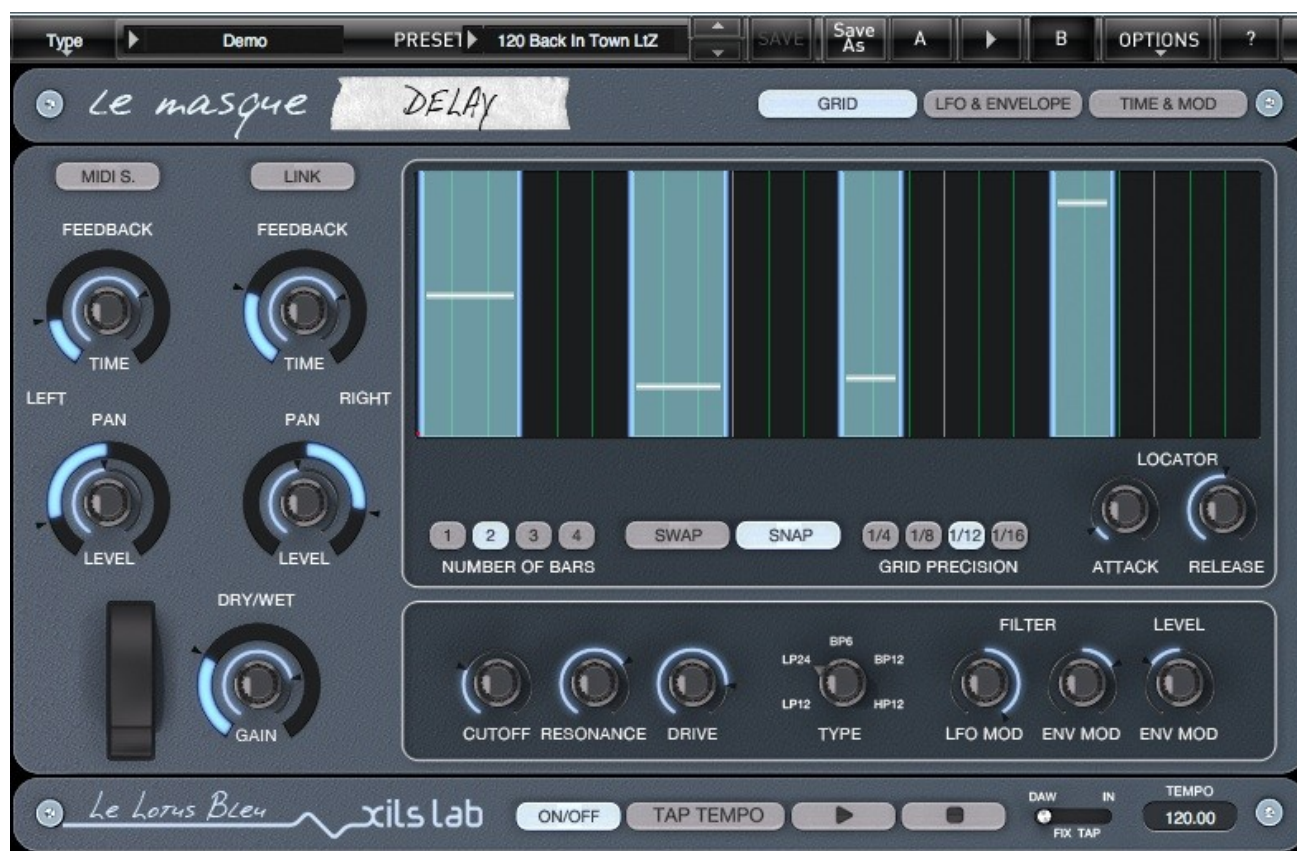 Type Demo PRESET 120 Back In Town LtZ SAVE Save As A B OPTIONS ?
Le masque DELAY GRID LFO & ENVELOPE TIME & MOD
MIDI S. LINK
FEEDBACK FEEDBACK
TIME TIME
LEFT RIGHT
PAN PAN
LEVEL LEVEL
DRY/WET
GAIN
LOCATOR
1 2 3 4 SWAP SNAP 1/4 1/8 1/12 1/16
NUMBER OF BARS GRID PRECISION ATTACK RELEASE
FILTER LEVEL
BP6
LP24 BP12
LP12 HP12
CUTOFF RESONANCE DRIVE TYPE LFO MOD ENV MOD ENV MOD
Le Lotus Bleu xils lab ON/OFF TAP TEMPO DAW IN TEMPO
FIX TAP 120.00